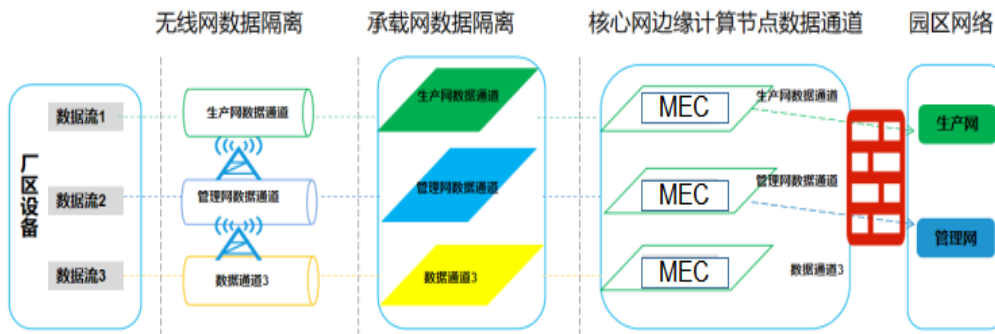 无线网数据隔离
承载网数据隔离
核心网边缘计算节点数据通道
园区网络
厂区设备
数据流1
生产网数据通道
生产网数据通道
MEC
生产网数据通道
生产网
数据流2
管理网数据通道
管理网数据通道
MEC
管理网数据通道
管理网
数据流3
数据通道3
数据通道3
MEC
数据通道3